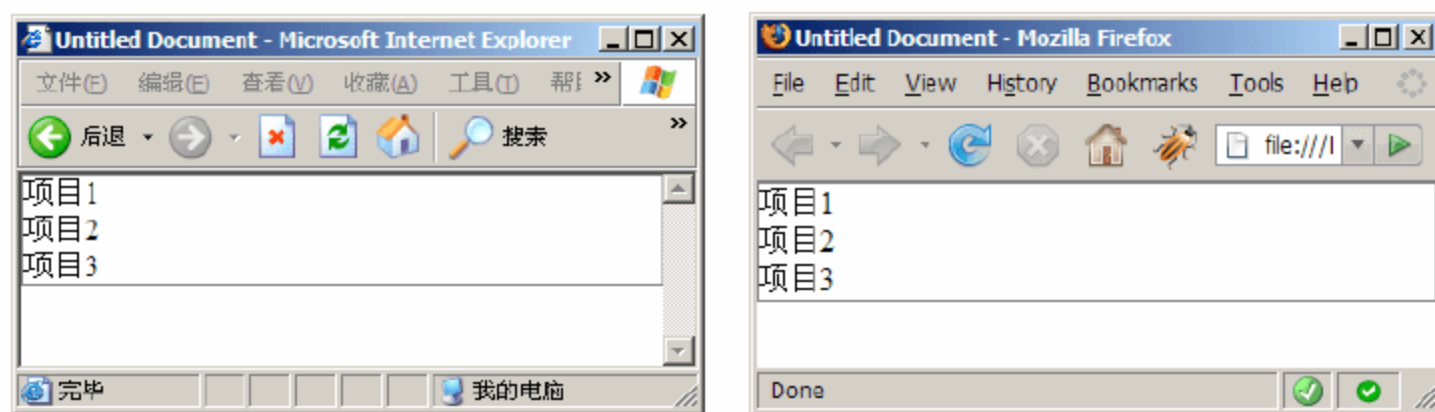 Untitled Document - Microsoft Internet Explorer
文件(F) 编辑(E) 查看(V) 收藏(A) 工具(T) »
后退 搜索 »
项目1
项目2
项目3
完毕 我的电脑
Untitled Document - Mozilla Firefox
File Edit View History Bookmarks Tools Help
file:///
项目1
项目2
项目3
Done